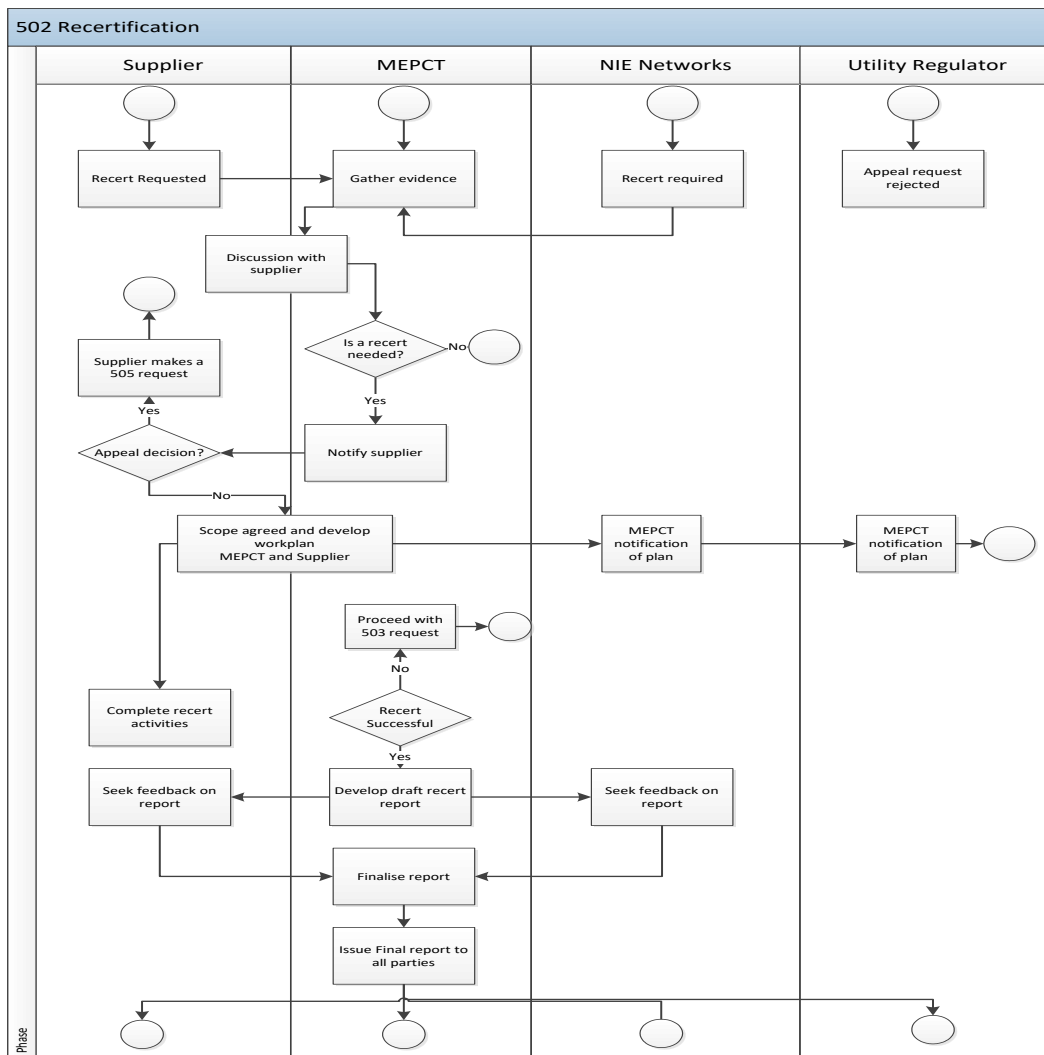 502 Recertification
Supplier
MEPCT
NIE Networks
Utility Regulator
Recert Requested
Gather evidence
Recert required
Appeal request
rejected
Discussion with
supplier
Is a recert
needed?
No
Supplier makes a
505 request
Yes
Yes
Appeal decision?
Notify supplier
No
Scope agreed and develop
workplan
MEPCT and Supplier
MEPCT
notification
of plan
MEPCT
notification
of plan
Proceed with
503 request
No
Complete recert
activities
Recert
Successful
Yes
Seek feedback on
report
Develop draft recert
report
Seek feedback on
report
Finalise report
Issue Final report to
all parties
Phase